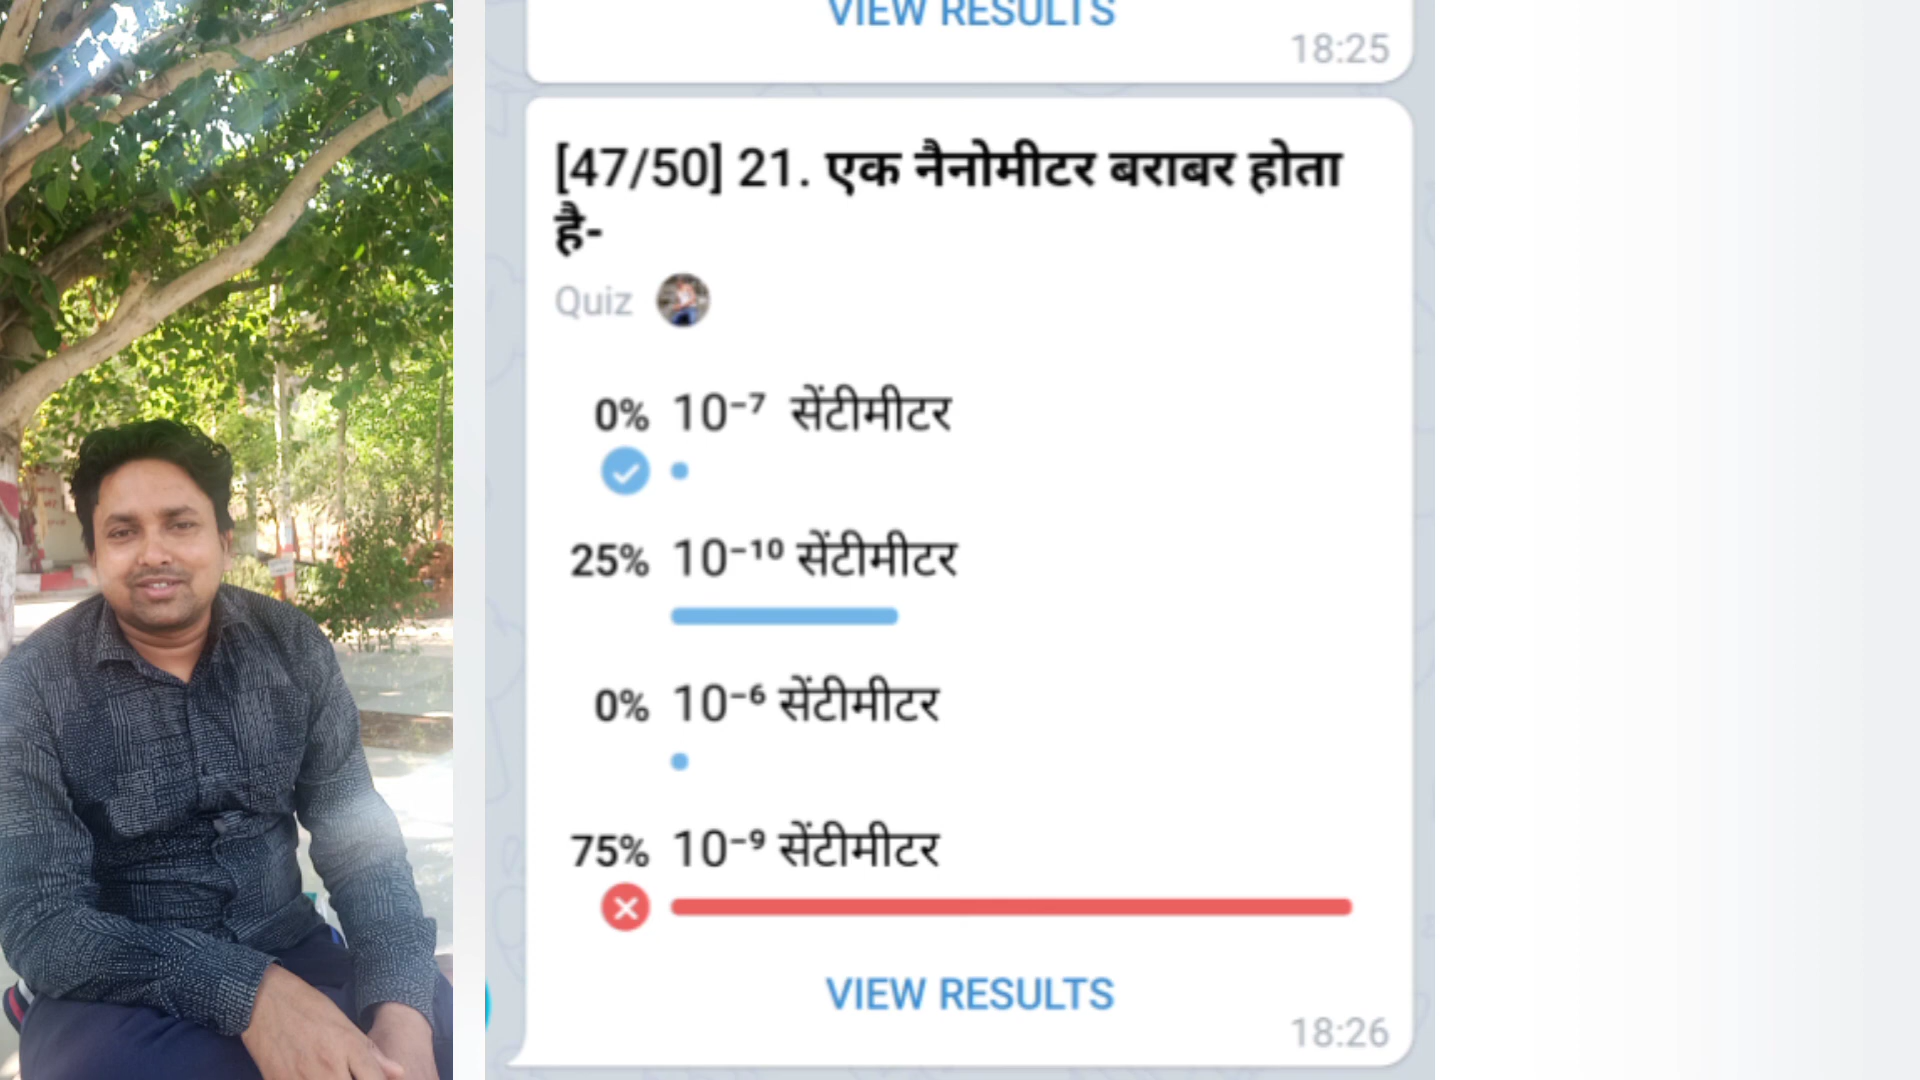 VIEW RESULTS
18:25
[47/50] 21. एक नैनोमीटर बराबर होता
है-
Quiz
0% 10⁻⁷ सेंटीमीटर
25% 10⁻¹⁰ सेंटीमीटर
0% 10⁻⁶ सेंटीमीटर
75% 10⁻⁹ सेंटीमीटर
VIEW RESULTS
18:26